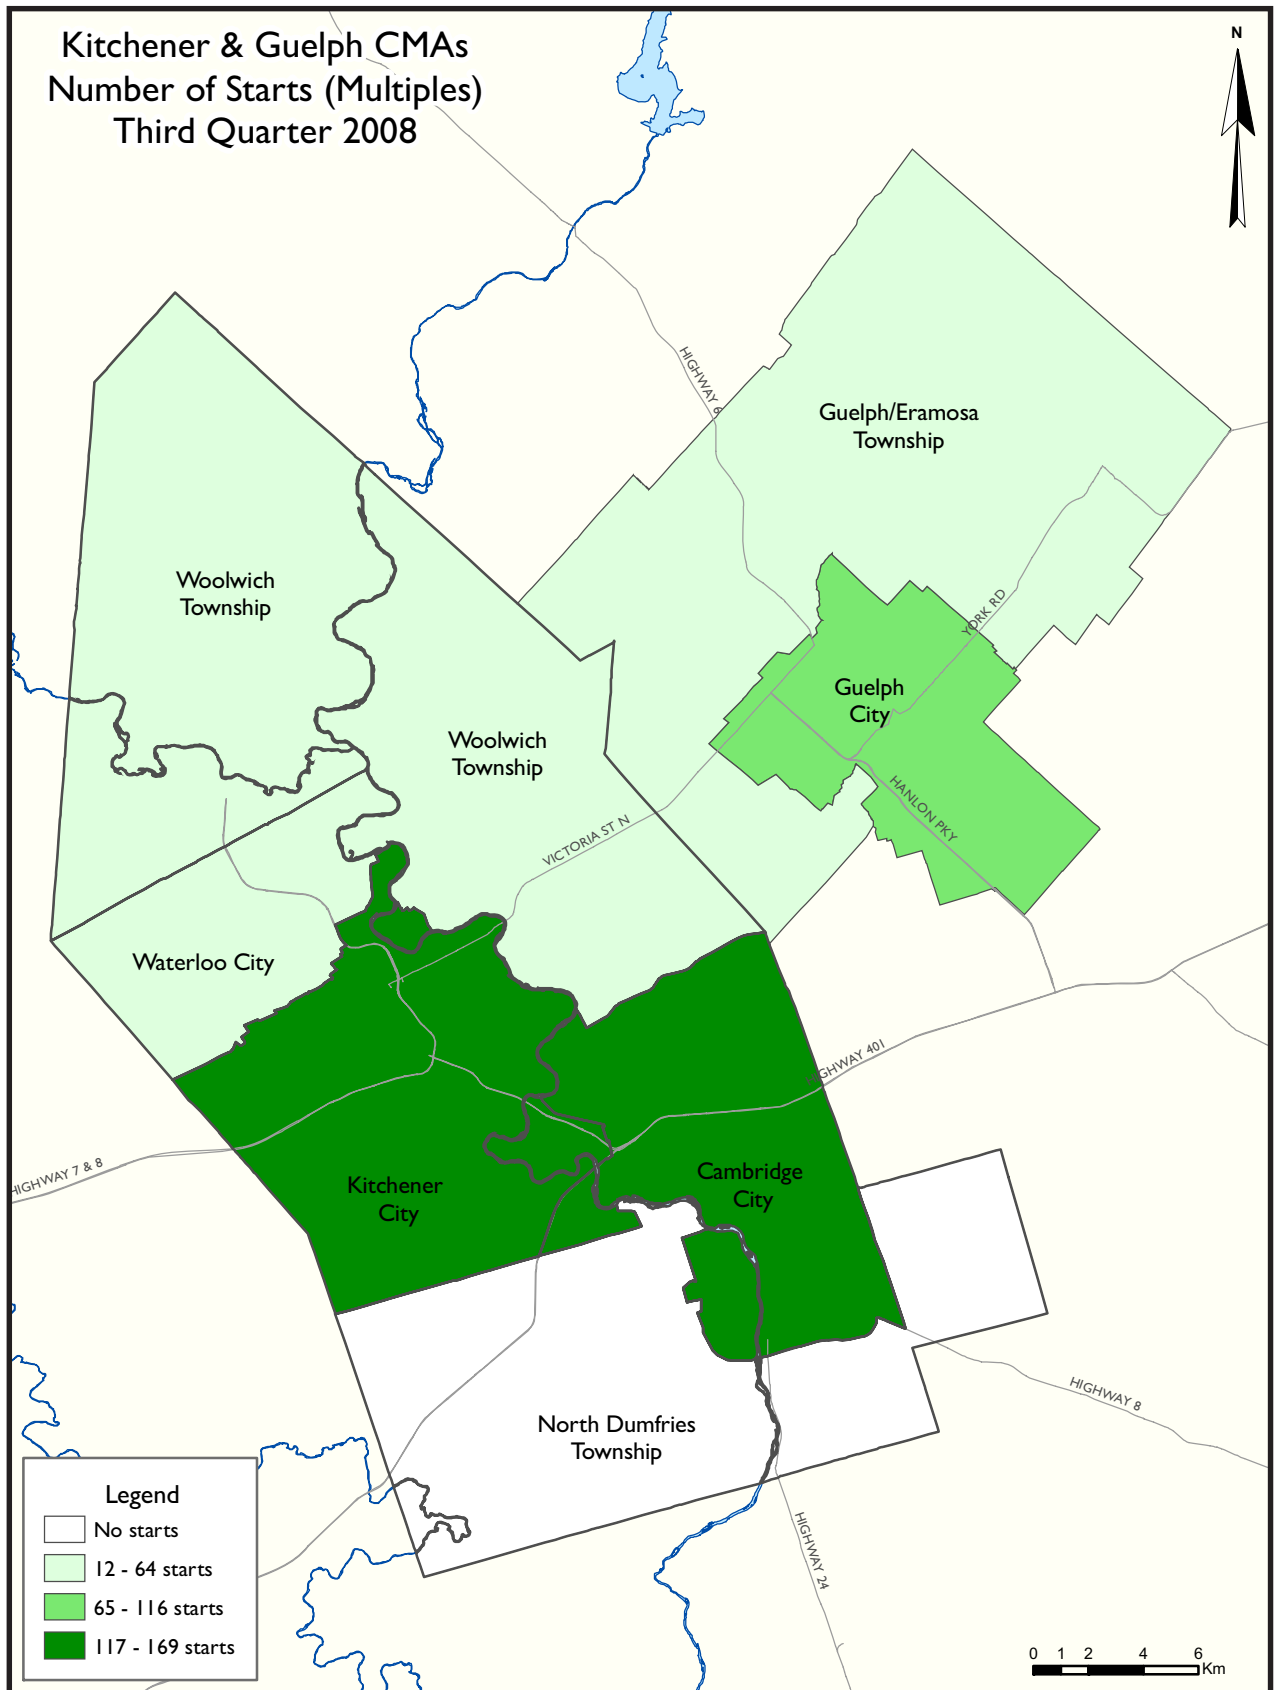 Kitchener & Guelph CMAs
Number of Starts (Multiples)
Third Quarter 2008
N
HIGHWAY 6
Guelph/Eramosa
Township
Woolwich
Township
YORK RD
Guelph
City
Woolwich
Township
HANLON PKY
VICTORIA ST N
Waterloo City
HIGHWAY 401
HIGHWAY 7 & 8
Kitchener
City
Cambridge
City
HIGHWAY 8
North Dumfries
Township
HIGHWAY 24
Legend
No starts
12 - 64 starts
65 - 116 starts
117 - 169 starts
0 1 2 4 6
Km